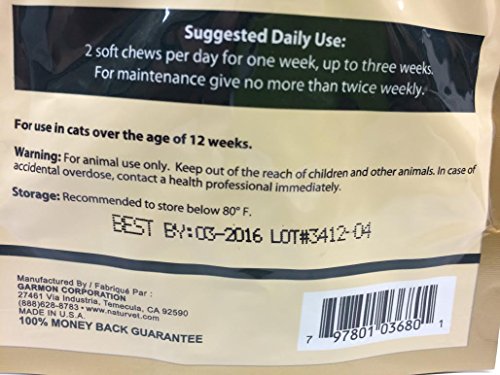 Suggested Daily Use:
2 soft chews per day for one week, up to three weeks.
For maintenance give no more than twice weekly.
For use in cats over the age of 12 weeks.
Warning: For animal use only. Keep out of the reach of children and other animals. In case of
accidental overdose, contact a health professional immediately.
Storage: Recommended to store below 80° F.
BEST BY:03-2016 LOT#3412-04
Manufactured By / Fabriqué Par :
GARMON CORPORATION
27461 Via Industria, Temecula, CA 92590
(888)628-8783 • www.naturvet.com
MADE IN U.S.A.
100% MONEY BACK GUARANTEE
7 97801 03680 1